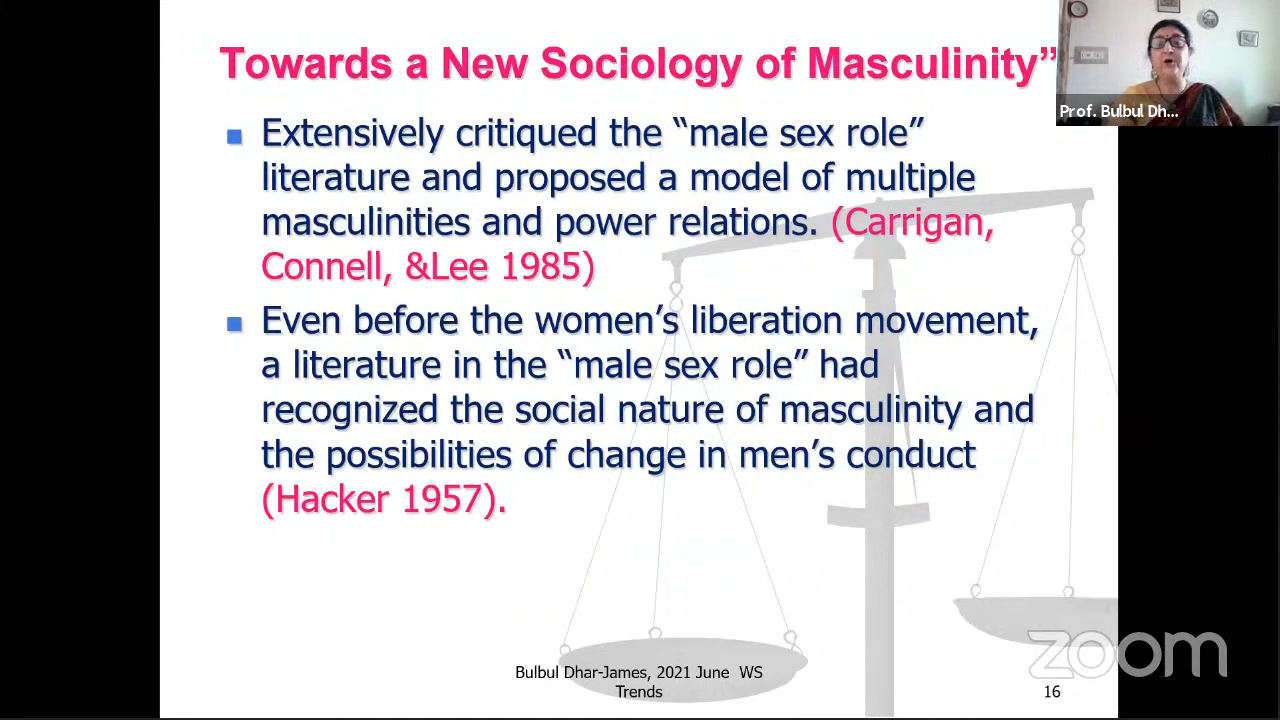 Towards a New Sociology of Masculinity”
Prof. Bulbul Dh...
Extensively critiqued the “male sex role”
literature and proposed a model of multiple
masculinities and power relations. (Carrigan,
Connell, &Lee 1985)
Even before the women’s liberation movement,
a literature in the “male sex role” had
recognized the social nature of masculinity and
the possibilities of change in men’s conduct
(Hacker 1957).
Bulbul Dhar-James, 2021 June WS
Trends
16
zoom